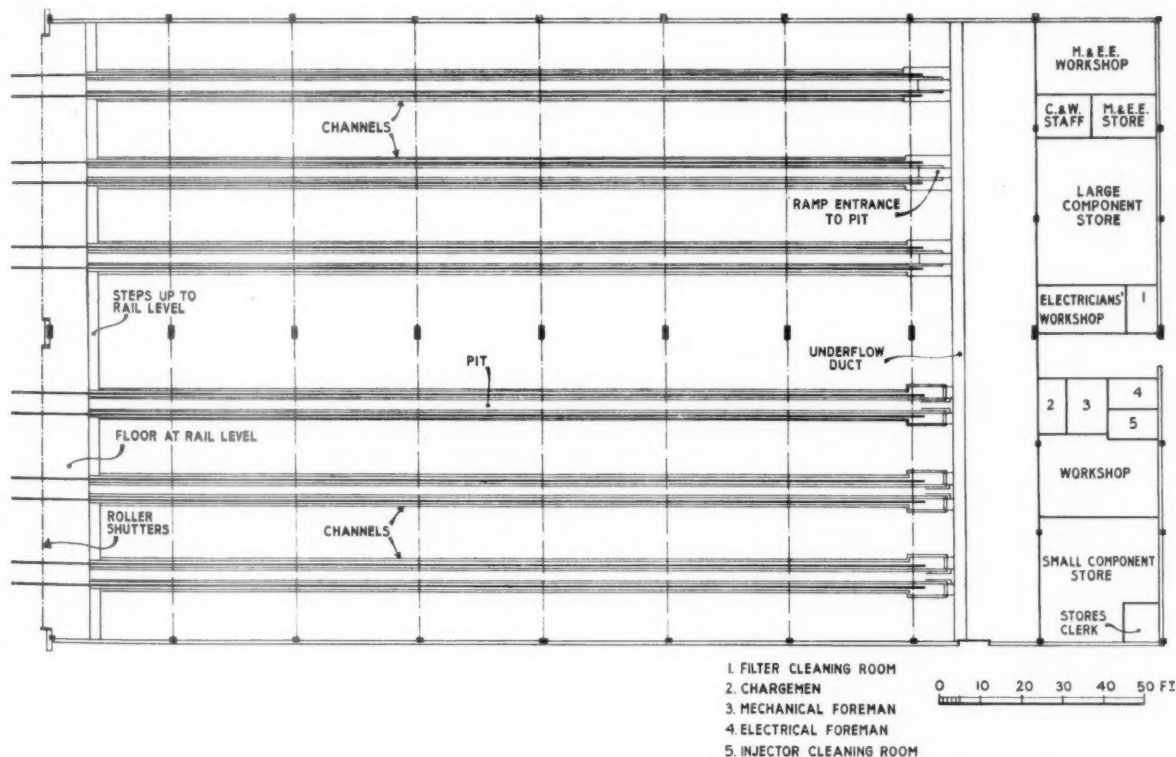 M. & E.E.
WORKSHOP
C. & W.
STAFF
M. & E.E.
STORE
CHANNELS
LARGE
COMPONENT
STORE
RAMP ENTRANCE
TO PIT
STEPS UP TO
RAIL LEVEL
ELECTRICIANS'
WORKSHOP
1
PIT
UNDERFLOW
DUCT
2
3
4
5
FLOOR AT RAIL LEVEL
WORKSHOP
ROLLER
SHUTTERS
CHANNELS
SMALL COMPONENT
STORE
STORES
CLERK
1. FILTER CLEANING ROOM
2. CHARGEMEN
3. MECHANICAL FOREMAN
4. ELECTRICAL FOREMAN
5. INJECTOR CLEANING ROOM
0 10 20 30 40 50 FT